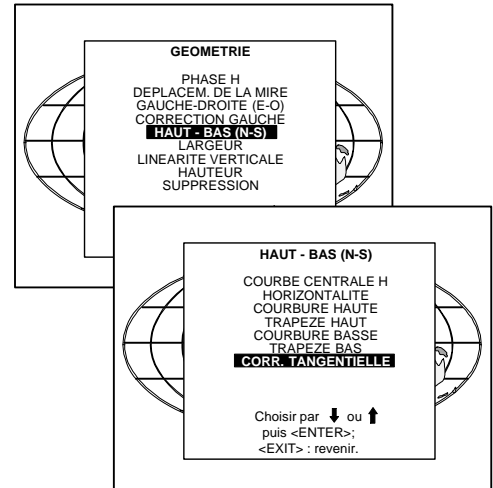 GEOMETRIE
PHASE H
DEPLACEM. DE LA MIRE
GAUCHE-DROITE (E-O)
CORRECTION GAUCHE
HAUT - BAS (N-S)
LARGEUR
LINEARITE VERTICALE
HAUTEUR
SUPPRESSION
HAUT - BAS (N-S)
COURBE CENTRALE H
HORIZONTALITE
COURBURE HAUTE
TRAPEZE HAUT
COURBURE BASSE
TRAPEZE BAS
CORR. TANGENTIELLE
Choisir par ⬇ ou ⬆
puis <ENTER>;
<EXIT> : revenir.